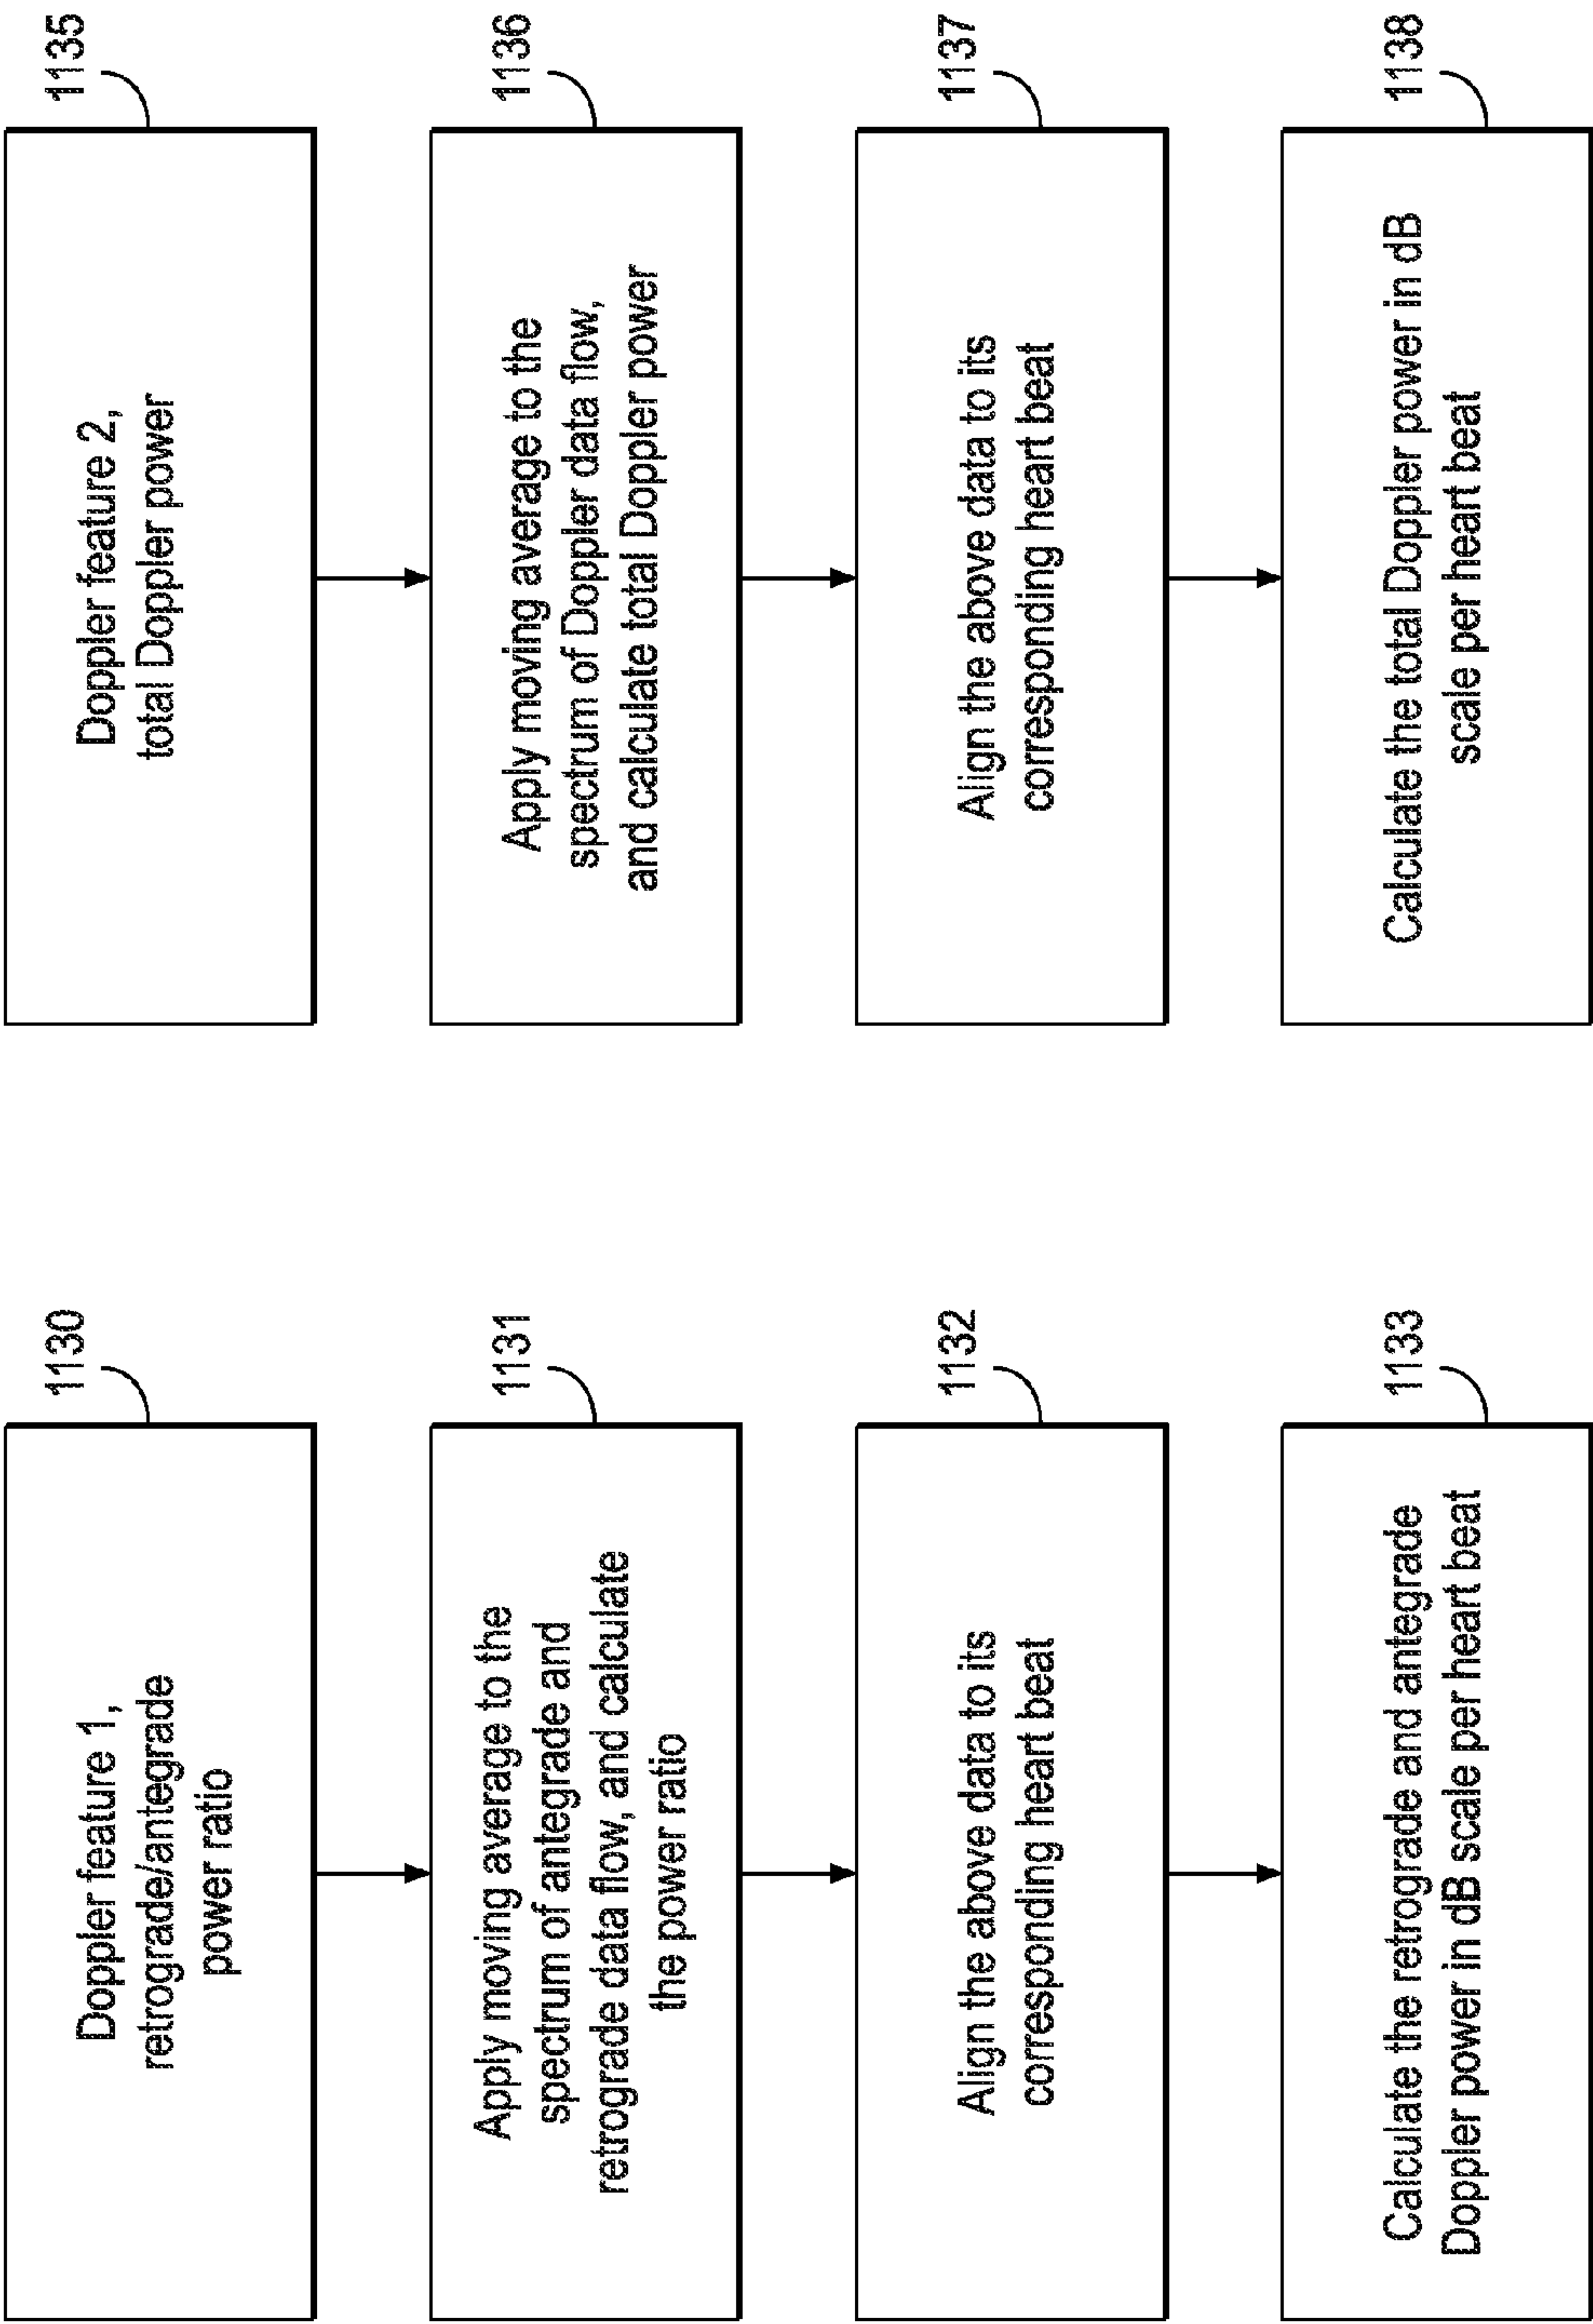 1130
Doppler feature 1,
retrograde/antegrade
power ratio
1131
Apply moving average to the
spectrum of antegrade and
retrograde data flow, and calculate
the power ratio
1132
Align the above data to its
corresponding heart beat
1133
Calculate the retrograde and antegrade
Doppler power in dB scale per heart beat
1135
Doppler feature 2,
total Doppler power
1136
Apply moving average to the
spectrum of Doppler data flow,
and calculate total Doppler power
1137
Align the above data to its
corresponding heart beat
1138
Calculate the total Doppler power in dB
scale per heart beat